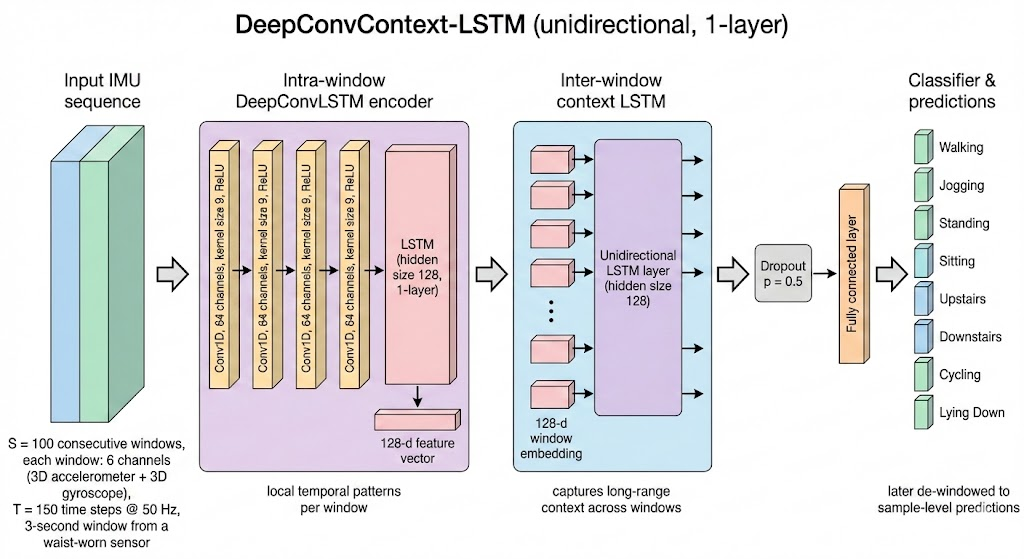 DeepConvContext-LSTM (unidirectional, 1-layer)
Input IMU
sequence
S = 100 consecutive windows,
each window: 6 channels
(3D accelerometer + 3D
gyroscope),
T = 150 time steps @ 50 Hz,
3-second window from a
waist-worn sensor
Intra-window
DeepConvLSTM encoder
Conv1D, 64 channels, kernel size 9, ReLU
Conv1D, 64 channels, kernel size 9, ReLU
Conv1D, 64 channels, kernel size 9, ReLU
Conv1D, 64 channels, kernel size 9, ReLU
LSTM
(hidden
size 128,
1-layer)
128-d feature
vector
local temporal patterns
per window
Inter-window
context LSTM
Unidirectional
LSTM layer
(hidden size
128)
128-d
window
embedding
captures long-range
context across windows
Dropout
p = 0.5
Fully connected layer
Classifier &
predictions
Walking
Jogging
Standing
Sitting
Upstairs
Downstairs
Cycling
Lying Down
later de-windowed to
sample-level predictions